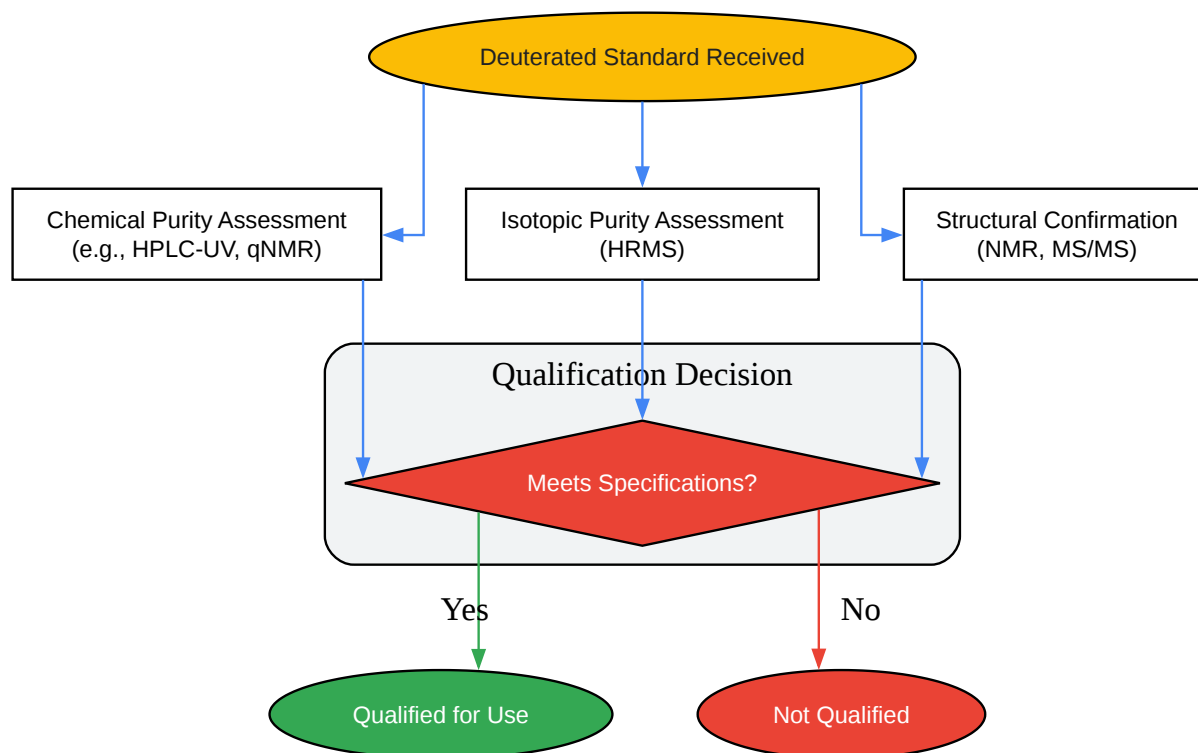 Deuterated Standard Received
Chemical Purity Assessment
(e.g., HPLC-UV, qNMR)
Isotopic Purity Assessment
(HRMS)
Structural Confirmation
(NMR, MS/MS)
Qualification Decision
Meets Specifications?
Yes
No
Qualified for Use
Not Qualified